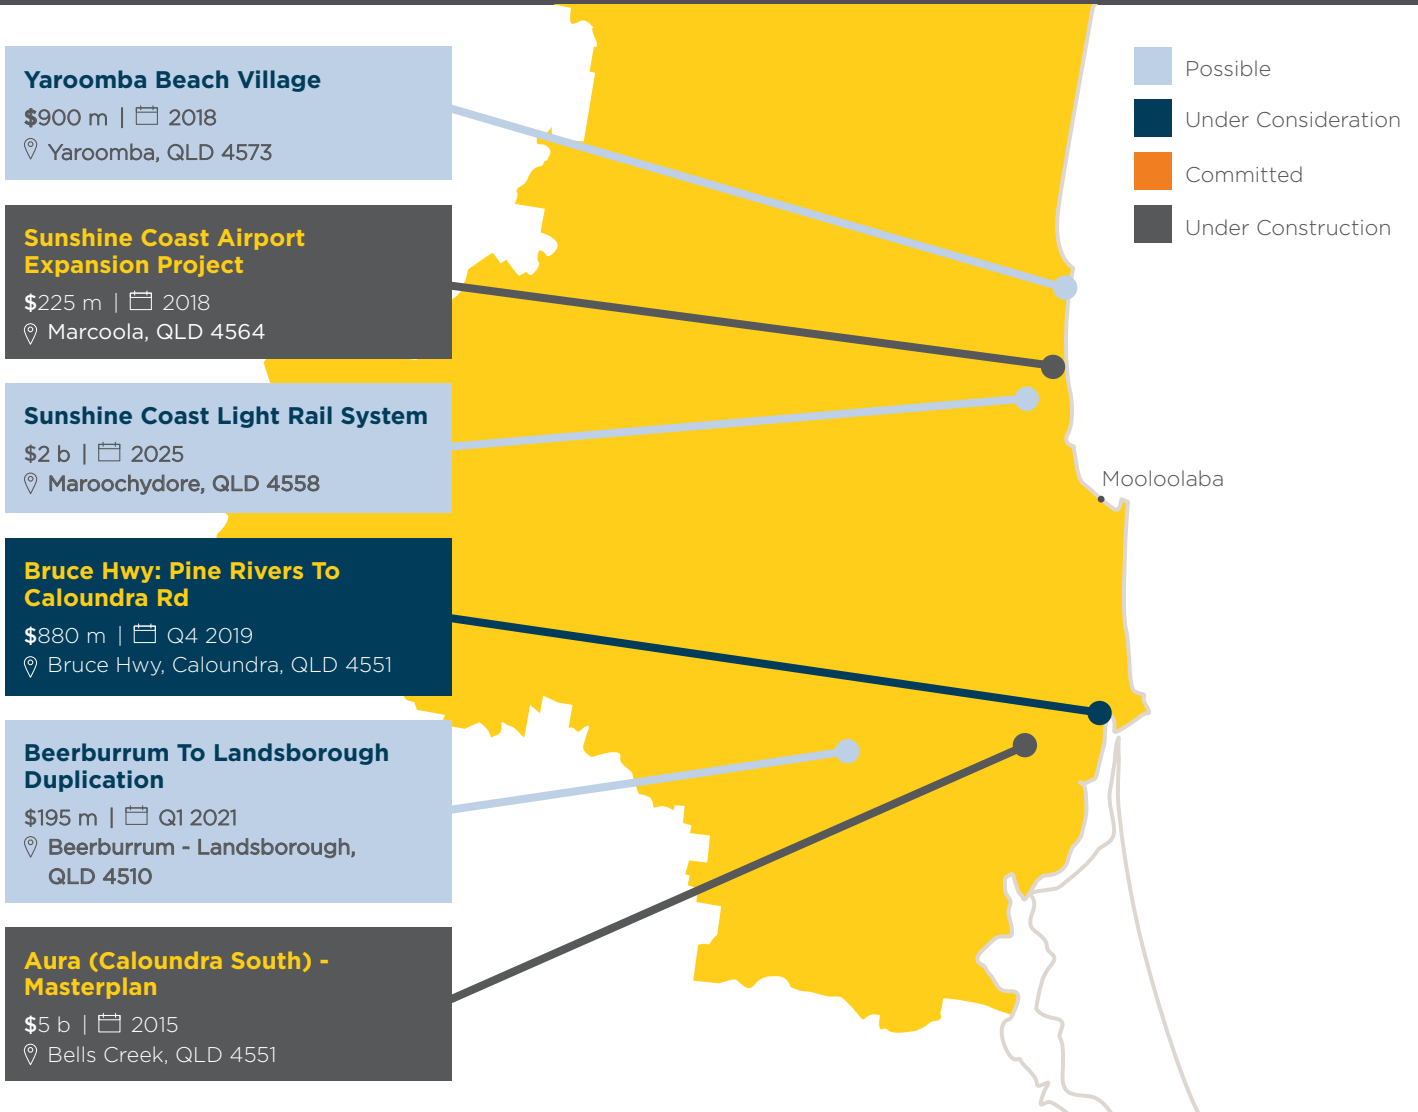 Yaroomba Beach Village
$900 m | 2018
Yaroomba, QLD 4573
Sunshine Coast Airport
Expansion Project
$225 m | 2018
Marcoola, QLD 4564
Sunshine Coast Light Rail System
$2 b | 2025
Maroochydore, QLD 4558
Bruce Hwy: Pine Rivers To
Caloundra Rd
$880 m | Q4 2019
Bruce Hwy, Caloundra, QLD 4551
Beerburrum To Landsborough
Duplication
$195 m | Q1 2021
Beerburrum - Landsborough,
QLD 4510
Aura (Caloundra South) -
Masterplan
$5 b | 2015
Bells Creek, QLD 4551
Possible
Under Consideration
Committed
Under Construction
Mooloolaba